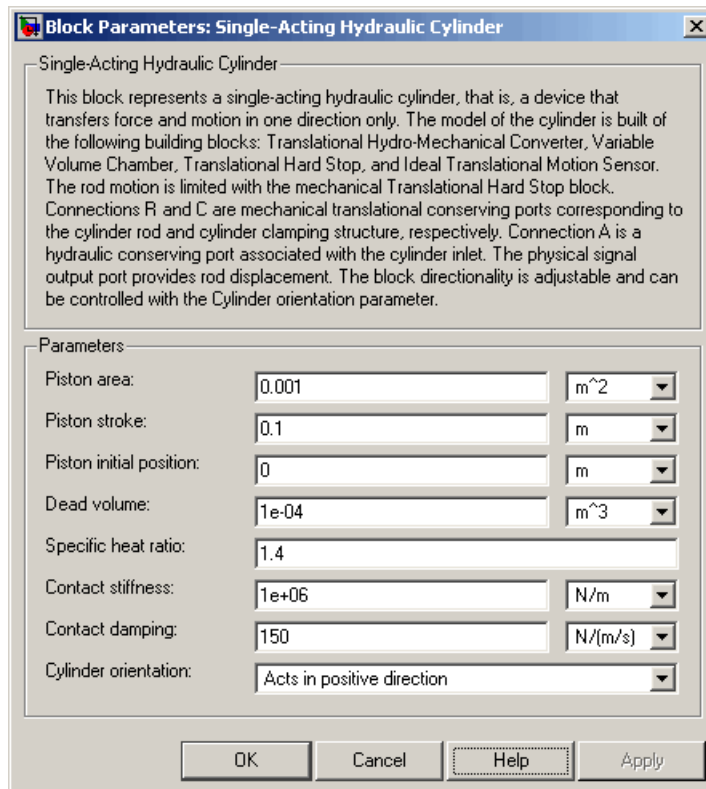 Block Parameters: Single-Acting Hydraulic Cylinder
Single-Acting Hydraulic Cylinder
This block represents a single-acting hydraulic cylinder, that is, a device that
transfers force and motion in one direction only. The model of the cylinder is built of
the following building blocks: Translational Hydro-Mechanical Converter, Variable
Volume Chamber, Translational Hard Stop, and Ideal Translational Motion Sensor.
The rod motion is limited with the mechanical Translational Hard Stop block.
Connections R and C are mechanical translational conserving ports corresponding to
the cylinder rod and cylinder clamping structure, respectively. Connection A is a
hydraulic conserving port associated with the cylinder inlet. The physical signal
output port provides rod displacement. The block directionality is adjustable and can
be controlled with the Cylinder orientation parameter.
Parameters
Piston area: 0.001 m^2
Piston stroke: 0.1 m
Piston initial position: 0 m
Dead volume: 1e-04 m^3
Specific heat ratio: 1.4
Contact stiffness: 1e+06 N/m
Contact damping: 150 N/(m/s)
Cylinder orientation: Acts in positive direction
OK Cancel Help Apply